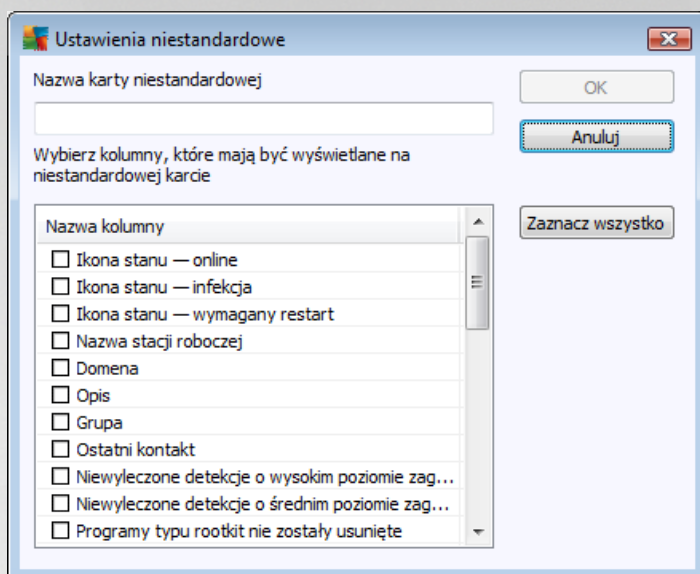 Ustawienia niestandardowe
Nazwa karty niestandardowej
OK
Anuluj
Wybierz kolumny, które mają być wyświetlane na
niestandardowej karcie
Zaznacz wszystko
Nazwa kolumny
Ikona stanu — online
Ikona stanu — infekcja
Ikona stanu — wymagany restart
Nazwa stacji roboczej
Domena
Opis
Grupa
Ostatni kontakt
Niewyleczone detekcje o wysokim poziomie zag...
Niewyleczone detekcje o średnim poziomie zag...
Programy typu rootkit nie zostały usunięte